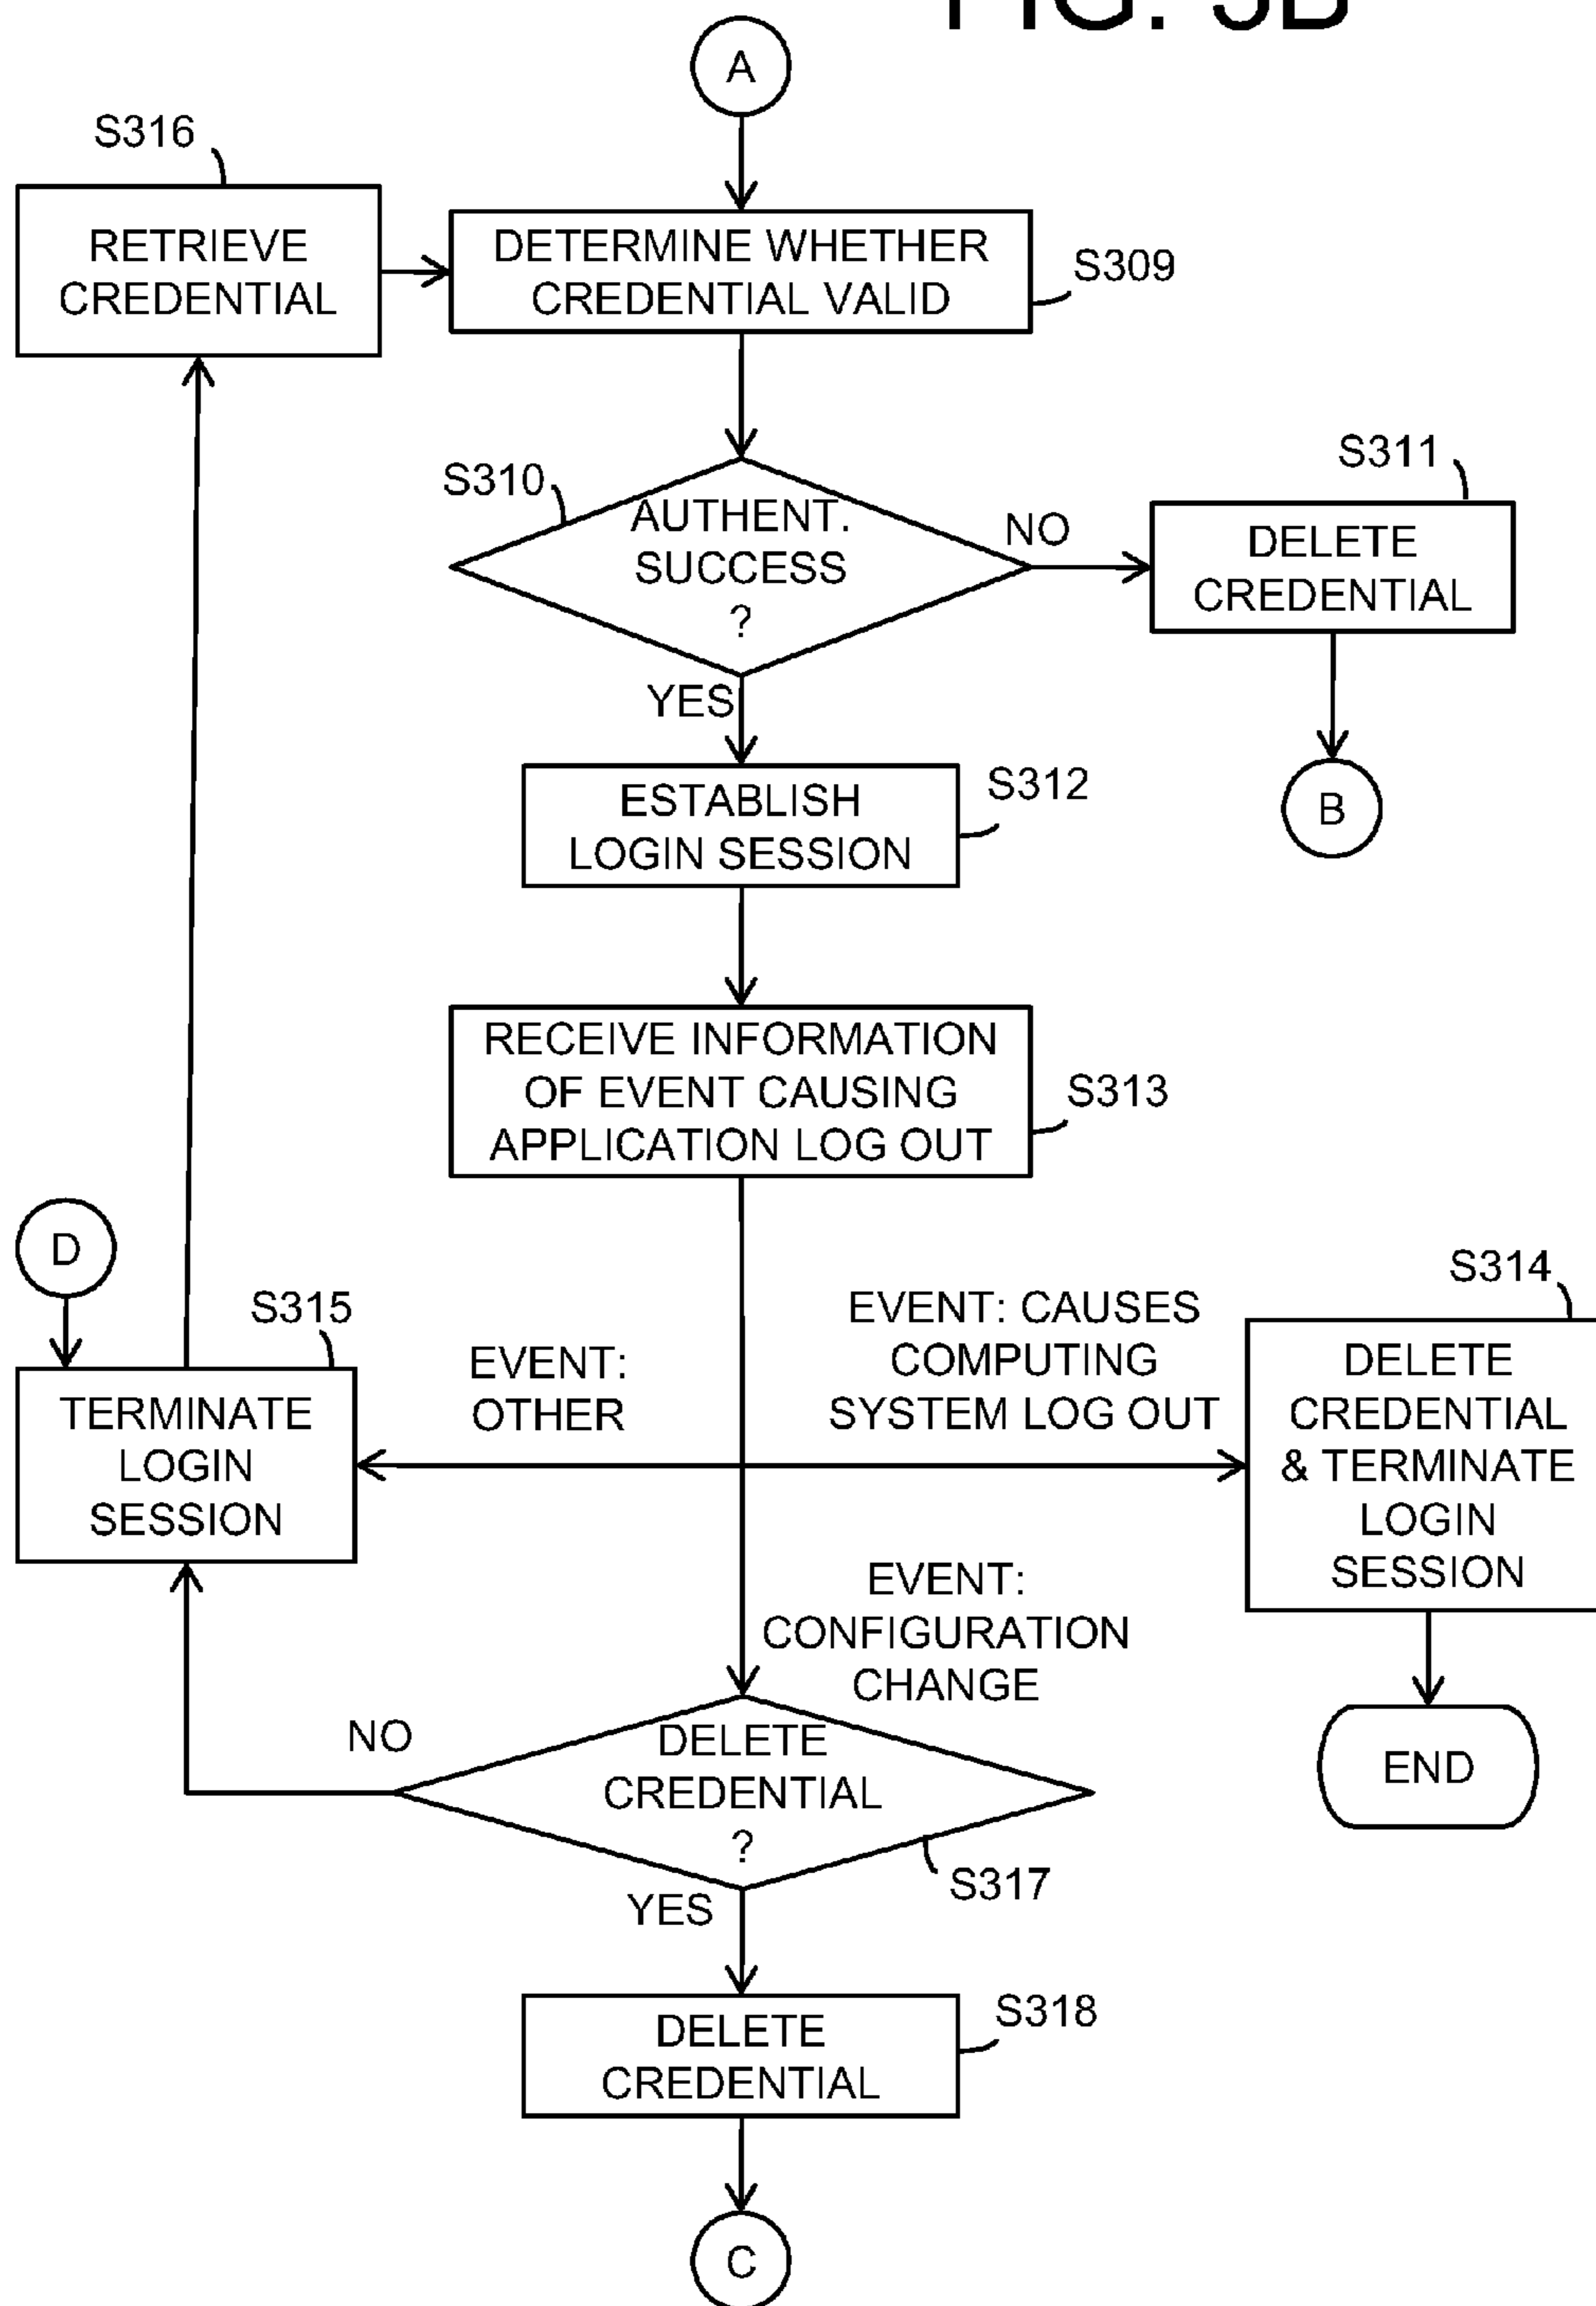 FIG. 3B
A
S316
RETRIEVE
CREDENTIAL
DETERMINE WHETHER
CREDENTIAL VALID
S309
S310
AUTHENT.
SUCCESS
?
NO
S311
DELETE
CREDENTIAL
B
YES
ESTABLISH
LOGIN SESSION
S312
RECEIVE INFORMATION
OF EVENT CAUSING
APPLICATION LOG OUT
S313
D
S315
TERMINATE
LOGIN
SESSION
EVENT:
OTHER
EVENT: CAUSES
COMPUTING
SYSTEM LOG OUT
S314
DELETE
CREDENTIAL
& TERMINATE
LOGIN
SESSION
END
EVENT:
CONFIGURATION
CHANGE
NO
DELETE
CREDENTIAL
?
S317
YES
DELETE
CREDENTIAL
S318
C